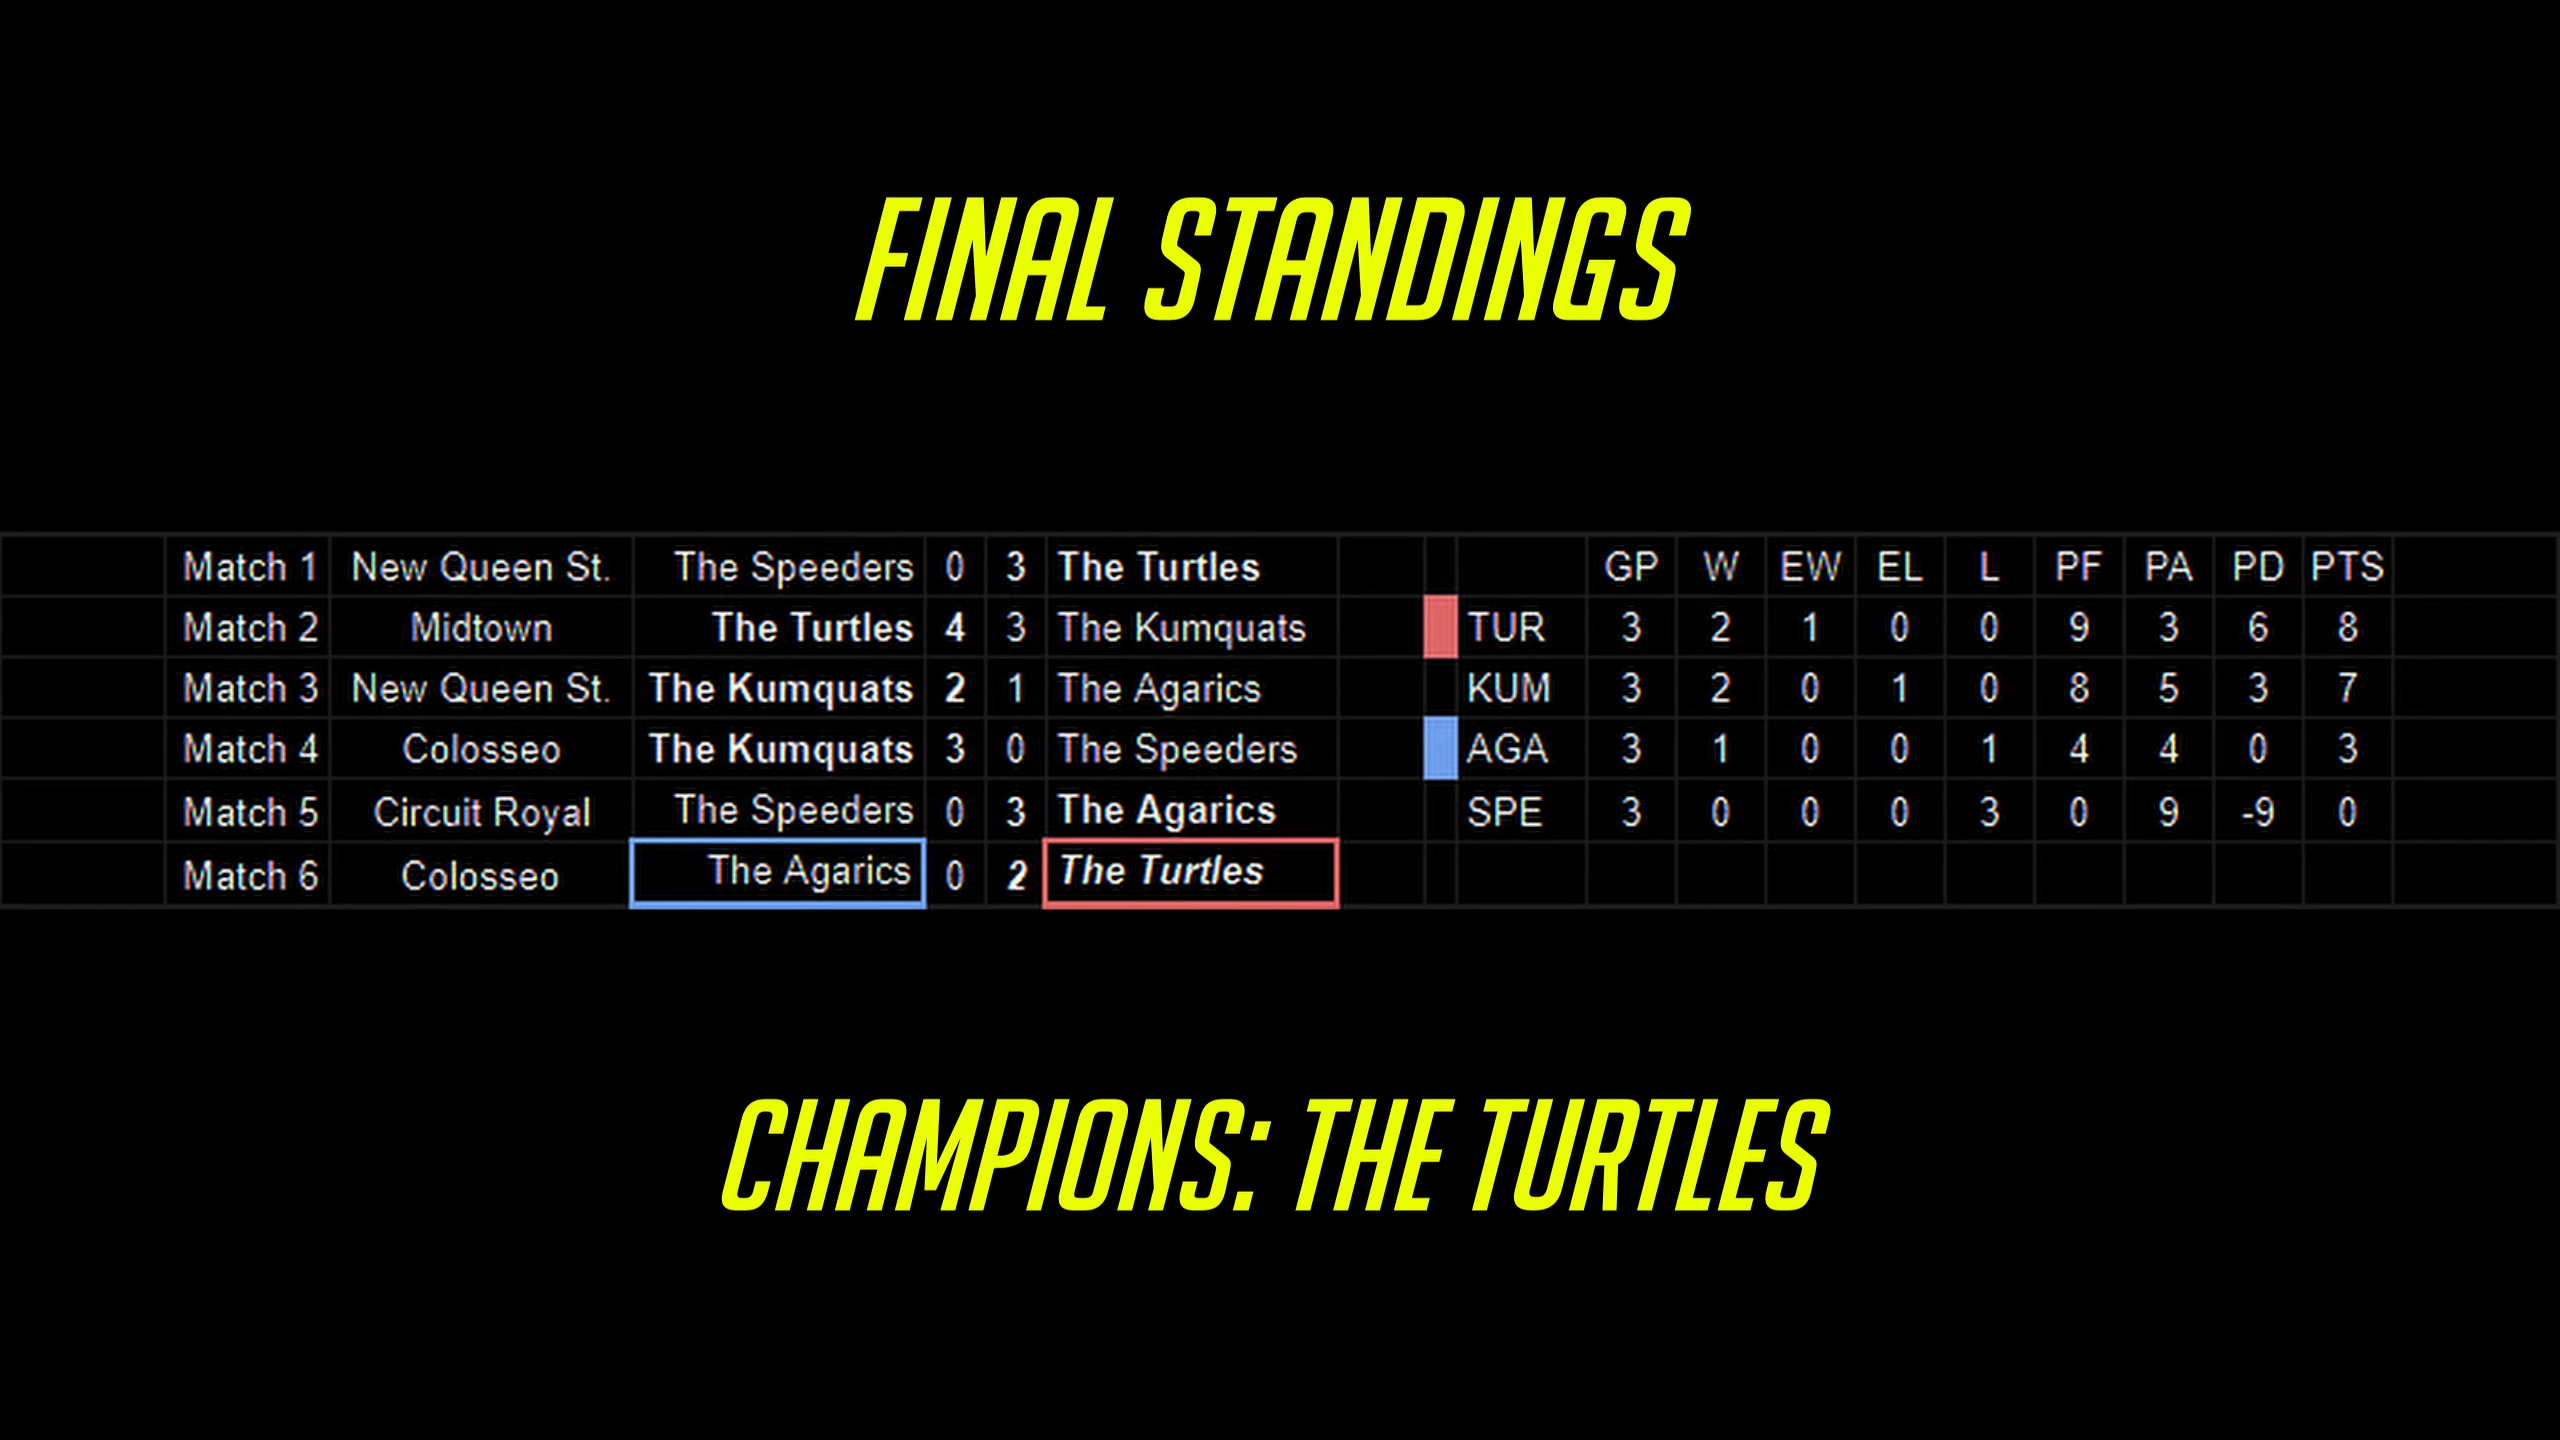 FINAL STANDINGS
Match 1 New Queen St. The Speeders 0 3 The Turtles GP W EW EL L PF PA PD PTS
Match 2 Midtown The Turtles 4 3 The Kumquats TUR 3 2 1 0 0 9 3 6 8
Match 3 New Queen St. The Kumquats 2 1 The Agarics KUM 3 2 0 1 0 8 5 3 7
Match 4 Colosseo The Kumquats 3 0 The Speeders AGA 3 1 0 0 1 4 4 0 3
Match 5 Circuit Royal The Speeders 0 3 The Agarics SPE 3 0 0 0 3 0 9 -9 0
Match 6 Colosseo The Agarics 0 2 The Turtles
CHAMPIONS: THE TURTLES